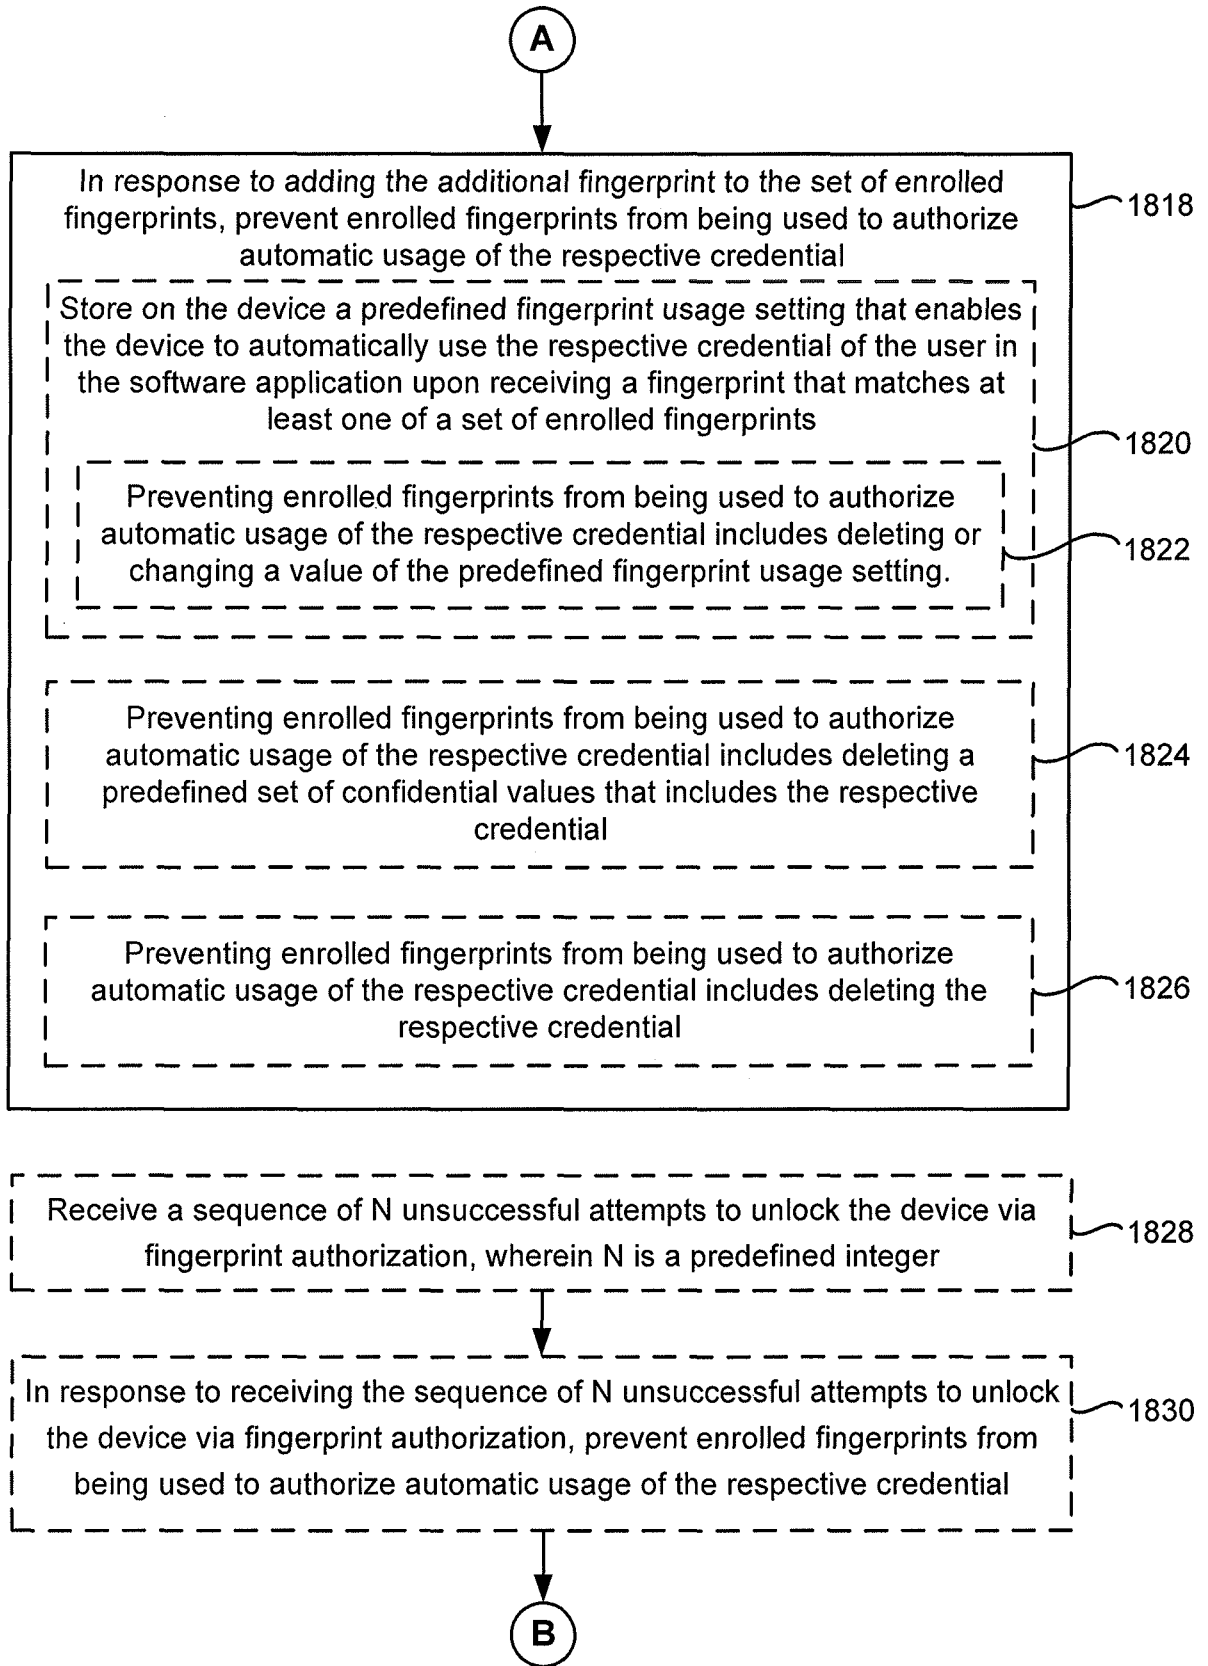 A
In response to adding the additional fingerprint to the set of enrolled
fingerprints, prevent enrolled fingerprints from being used to authorize
automatic usage of the respective credential
1818
Store on the device a predefined fingerprint usage setting that enables
the device to automatically use the respective credential of the user in
the software application upon receiving a fingerprint that matches at
least one of a set of enrolled fingerprints
1820
Preventing enrolled fingerprints from being used to authorize
automatic usage of the respective credential includes deleting or
changing a value of the predefined fingerprint usage setting.
1822
Preventing enrolled fingerprints from being used to authorize
automatic usage of the respective credential includes deleting a
predefined set of confidential values that includes the respective
credential
1824
Preventing enrolled fingerprints from being used to authorize
automatic usage of the respective credential includes deleting the
respective credential
1826
Receive a sequence of N unsuccessful attempts to unlock the device via
fingerprint authorization, wherein N is a predefined integer
1828
In response to receiving the sequence of N unsuccessful attempts to unlock
the device via fingerprint authorization, prevent enrolled fingerprints from
being used to authorize automatic usage of the respective credential
1830
B